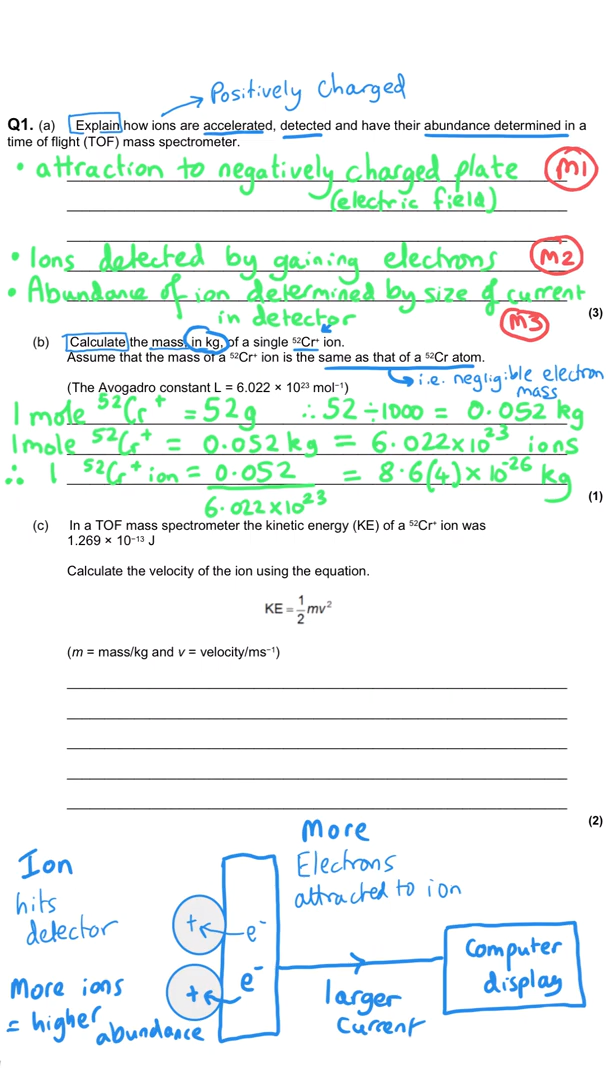 Positively Charged
Q1. (a) Explain how ions are accelerated, detected and have their abundance determined in a
time of flight (TOF) mass spectrometer.
• attraction to negatively charged plate M1
(electric field)
• Ions detected by gaining electrons M2
• Abundance of ion determined by size of current
in detector M3
(3)
(b) Calculate the mass, in kg, of a single ⁵²Cr⁺ ion.
Assume that the mass of a ⁵²Cr⁺ ion is the same as that of a ⁵²Cr atom.
i.e. negligible electron
mass
(The Avogadro constant L = 6.022 × 10²³ mol⁻¹)
1 mole ⁵²Cr⁺ = 52g ∴ 52 ÷ 1000 = 0.052 kg
1 mole ⁵²Cr⁺ = 0.052 kg = 6.022 x 10²³ ions
∴ 1 ⁵²Cr⁺ ion = 0.052 = 8.6(4) x 10⁻²⁶ kg
6.022 x 10²³
(1)
(c) In a TOF mass spectrometer the kinetic energy (KE) of a ⁵²Cr⁺ ion was
1.269 × 10⁻¹³ J
Calculate the velocity of the ion using the equation.
KE = 1/2 mv²
(m = mass/kg and v = velocity/ms⁻¹)
(2)
Ion
hits
detector
More ions
= higher
abundance
+ e⁻
+ e⁻
More
Electrons
attracted to ion
larger
current
Computer
display